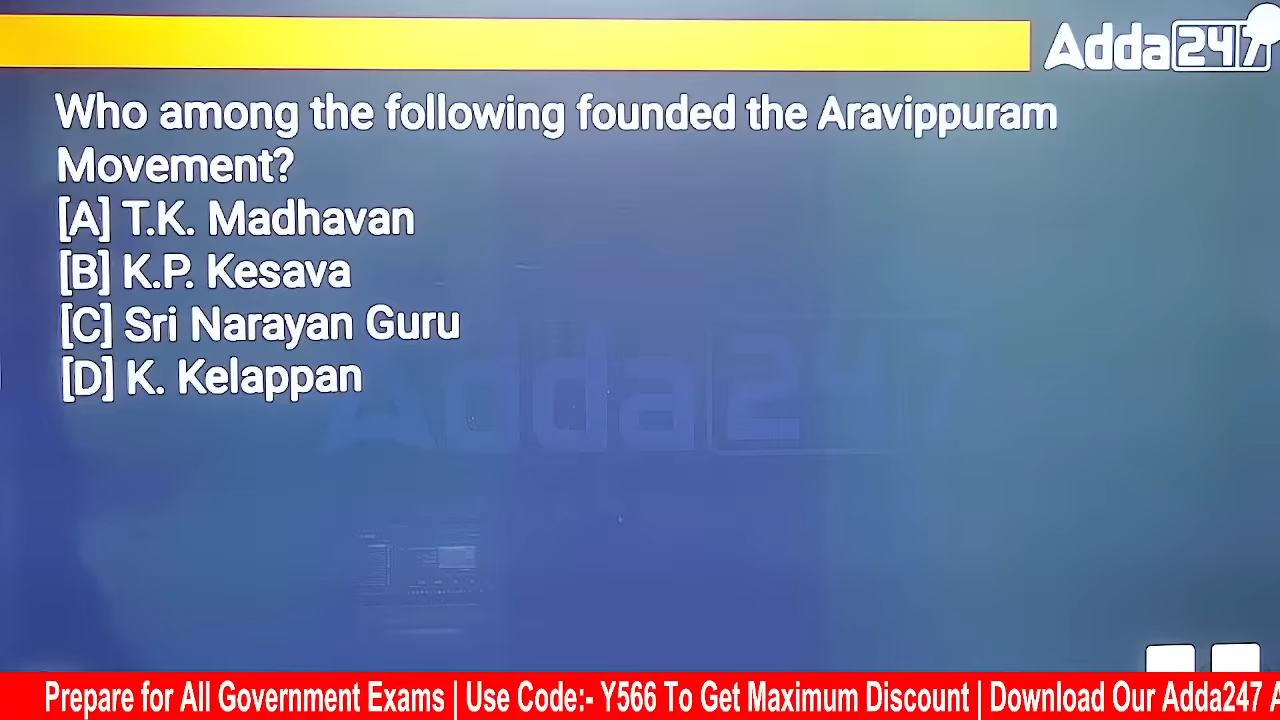 Adda247
Who among the following founded the Aravippuram
Movement?
[A] T.K. Madhavan
[B] K.P. Kesava
[C] Sri Narayan Guru
[D] K. Kelappan
Adda247
Prepare for All Government Exams | Use Code:- Y566 To Get Maximum Discount | Download Our Adda247 A